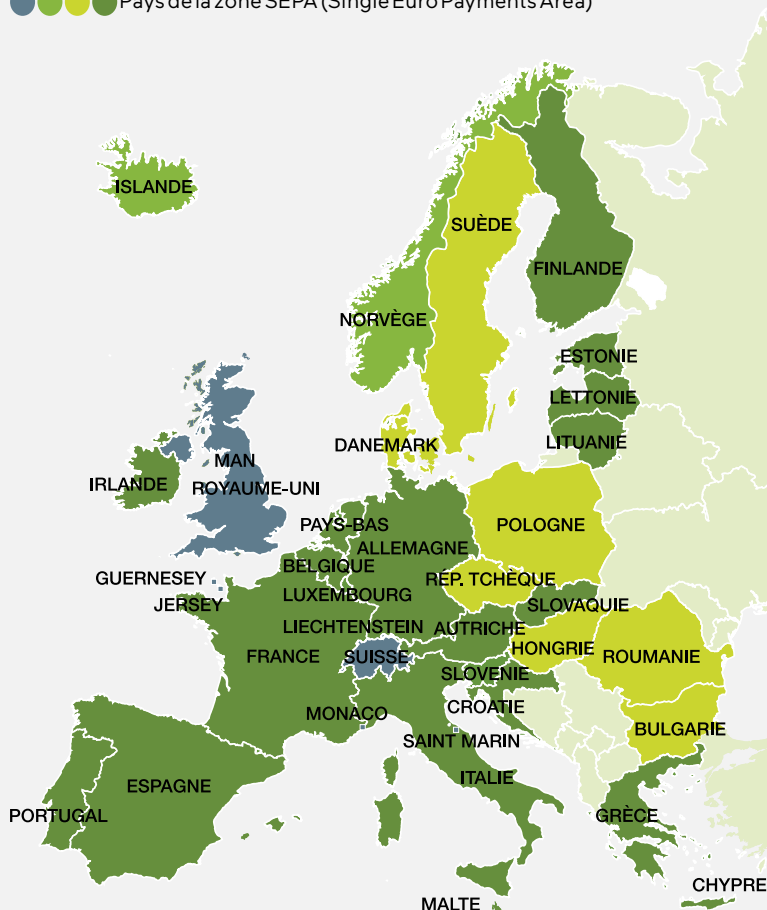 Pays de la zone SEPA (Single Euro Payments Area)
ISLANDE
SUÈDE
FINLANDE
NORVÈGE
ESTONIE
LETTONIE
DANEMARK
LITUANIE
MAN
IRLANDE
ROYAUME-UNI
PAYS-BAS
POLOGNE
ALLEMAGNE
BELGIQUE
GUERNESEY
RÉP. TCHÈQUE
JERSEY
LUXEMBOURG
SLOVAQUIE
LIECHTENSTEIN
AUTRICHE
HONGRIE
FRANCE
SUISSE
ROUMANIE
SLOVÉNIE
CROATIE
MONACO
BULGARIE
SAINT MARIN
ITALIE
ESPAGNE
PORTUGAL
GRÈCE
CHYPRE
MALTE